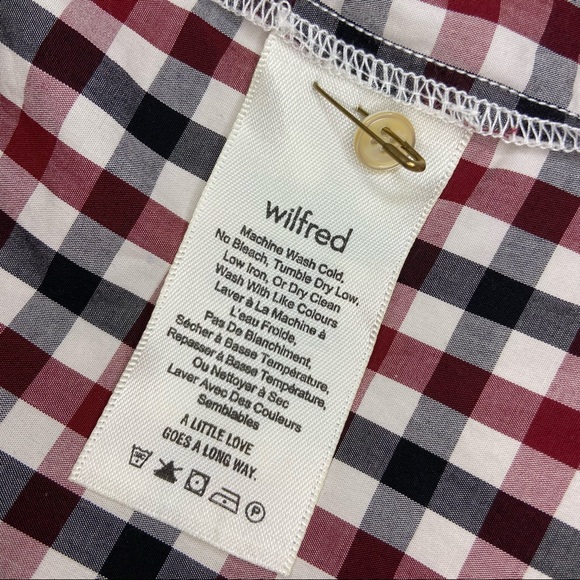 wilfred
Machine Wash Cold,
No Bleach, Tumble Dry Low,
Low Iron, Or Dry Clean
Wash With Like Colours
Laver à La Machine à
L'eau Froide,
Pas De Blanchiment,
Sécher à Basse Température,
Repasser à Basse Température,
Ou Nettoyer à Sec
Laver Avec Des Couleurs
Semblables
A LITTLE LOVE
GOES A LONG WAY.
P